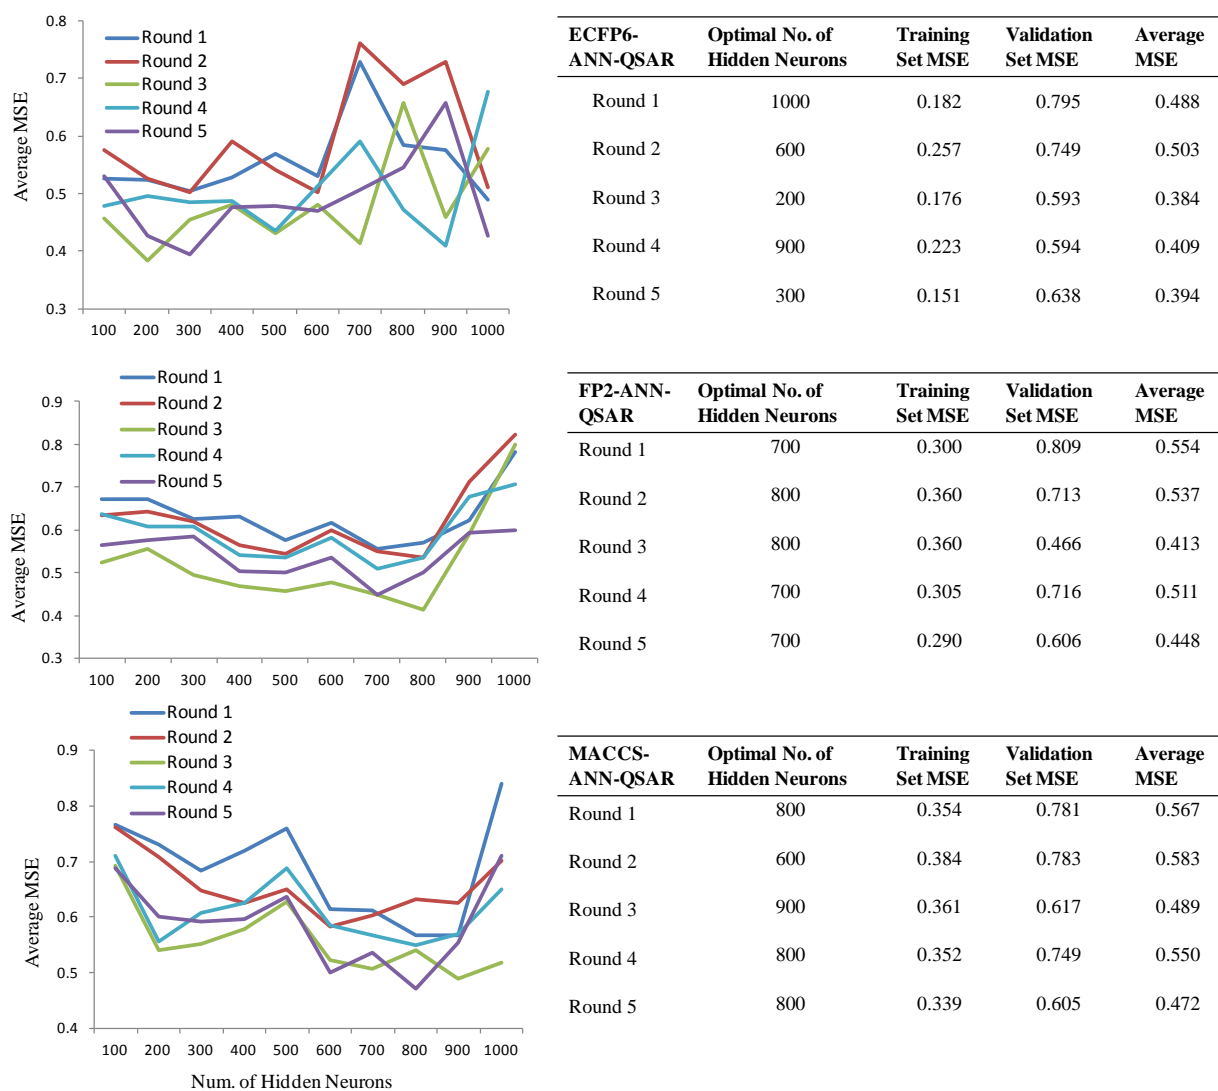 0.8
0.7
0.6
0.5
0.4
0.3
Average MSE
Round 1
Round 2
Round 3
Round 4
Round 5
100 200 300 400 500 600 700 800 900 1000
ECFP6- Optimal No. of Training Validation Average
ANN-QSAR Hidden Neurons Set MSE Set MSE MSE
Round 1 1000 0.182 0.795 0.488
Round 2 600 0.257 0.749 0.503
Round 3 200 0.176 0.593 0.384
Round 4 900 0.223 0.594 0.409
Round 5 300 0.151 0.638 0.394
Round 1
Round 2
Round 3
Round 4
Round 5
0.9
0.8
0.7
0.6
0.5
0.4
0.3
Average MSE
100 200 300 400 500 600 700 800 900 1000
FP2-ANN- Optimal No. of Training Validation Average
QSAR Hidden Neurons Set MSE Set MSE MSE
Round 1 700 0.300 0.809 0.554
Round 2 800 0.360 0.713 0.537
Round 3 800 0.360 0.466 0.413
Round 4 700 0.305 0.716 0.511
Round 5 700 0.290 0.606 0.448
Round 1
Round 2
Round 3
Round 4
Round 5
0.9
0.8
0.7
0.6
0.5
0.4
Average MSE
100 200 300 400 500 600 700 800 900 1000
Num. of Hidden Neurons
MACCS- Optimal No. of Training Validation Average
ANN-QSAR Hidden Neurons Set MSE Set MSE MSE
Round 1 800 0.354 0.781 0.567
Round 2 600 0.384 0.783 0.583
Round 3 900 0.361 0.617 0.489
Round 4 800 0.352 0.749 0.550
Round 5 800 0.339 0.605 0.472